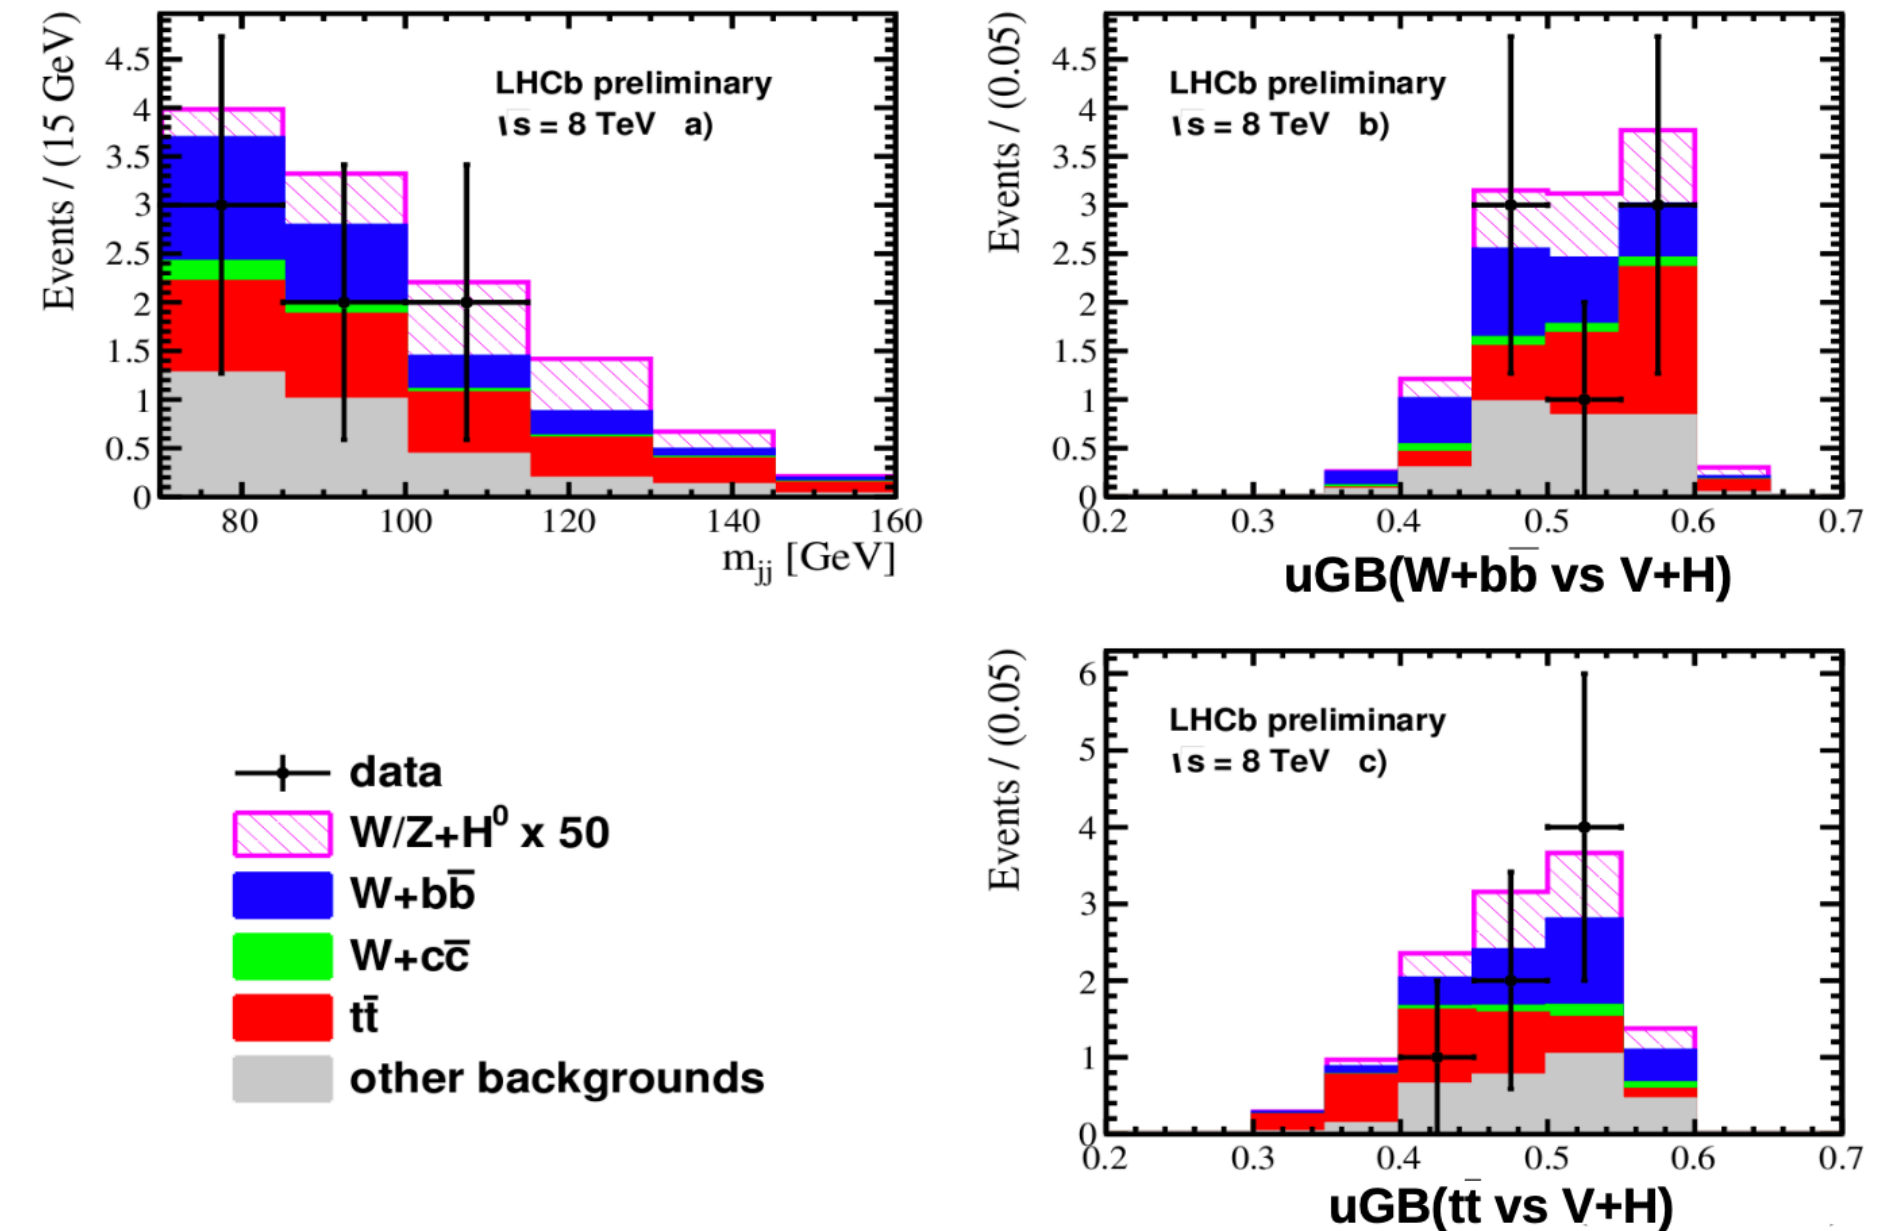 Events / (15 GeV)
4.5
4
3.5
3
2.5
2
1.5
1
0.5
0
LHCb preliminary
√s = 8 TeV a)
80 100 120 140 160
m_jj [GeV]
Events / (0.05)
4.5
4
3.5
3
2.5
2
1.5
1
0.5
0
LHCb preliminary
√s = 8 TeV b)
0.2 0.3 0.4 0.5 0.6 0.7
uGB(W+bb̅ vs V+H)
data
W/Z+H⁰ x 50
W+bb̅
W+cc̅
tt̅
other backgrounds
Events / (0.05)
6
5
4
3
2
1
0
LHCb preliminary
√s = 8 TeV c)
0.2 0.3 0.4 0.5 0.6 0.7
uGB(tt̅ vs V+H)